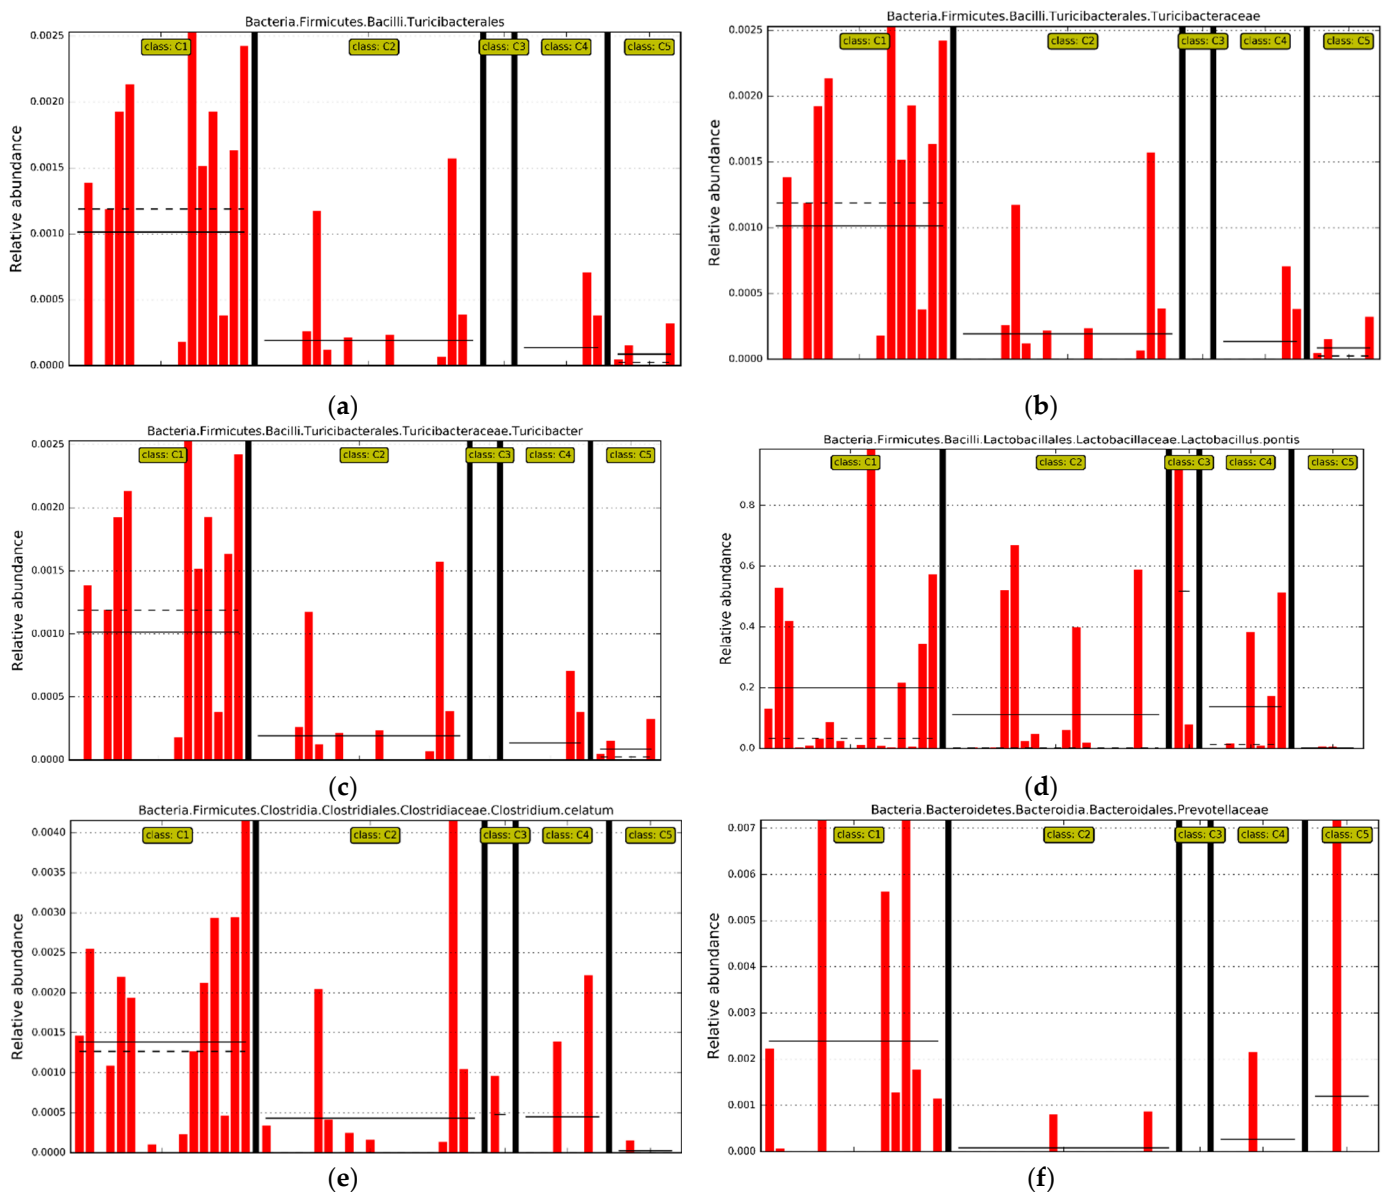 Bacteria.Firmicutes.Bacilli.Turicibacterales
class: C1
class: C2
class: C3
class: C4
class: C5
0.0025
0.0020
0.0015
0.0010
0.0005
0.0000
Relative abundance
(a)
Bacteria.Firmicutes.Bacilli.Turicibacterales.Turicibacteraceae
class: C1
class: C2
class: C3
class: C4
class: C5
0.0025
0.0020
0.0015
0.0010
0.0005
0.0000
Relative abundance
(b)
Bacteria.Firmicutes.Bacilli.Turicibacterales.Turicibacteraceae.Turicibacter
class: C1
class: C2
class: C3
class: C4
class: C5
0.0025
0.0020
0.0015
0.0010
0.0005
0.0000
Relative abundance
(c)
Bacteria.Firmicutes.Bacilli.Lactobacillales.Lactobacillaceae.Lactobacillus.pontis
class: C1
class: C2
class: C3
class: C4
class: C5
0.8
0.6
0.4
0.2
0.0
Relative abundance
(d)
Bacteria.Firmicutes.Clostridia.Clostridiales.Clostridiaceae.Clostridium.celatum
class: C1
class: C2
class: C3
class: C4
class: C5
0.0040
0.0035
0.0030
0.0025
0.0020
0.0015
0.0010
0.0005
0.0000
Relative abundance
(e)
Bacteria.Bacteroidetes.Bacteroidia.Bacteroidales.Prevotellaceae
class: C1
class: C2
class: C3
class: C4
class: C5
0.007
0.006
0.005
0.004
0.003
0.002
0.001
0.000
Relative abundance
(f)